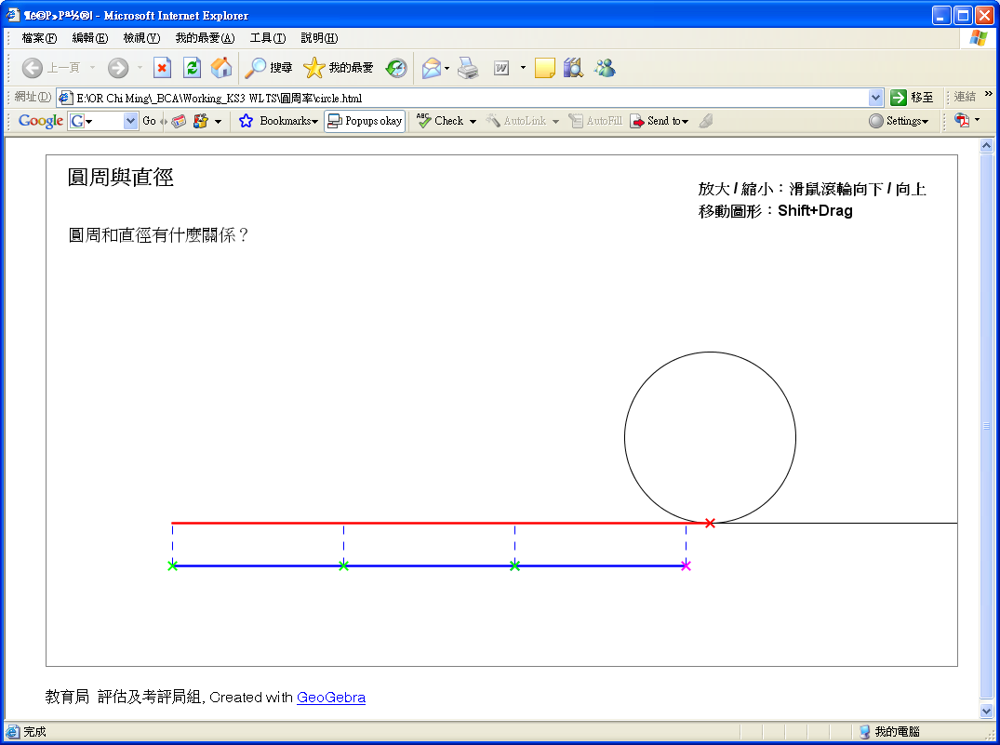 ¶ê©P»Pª½®| - Microsoft Internet Explorer
檔案(F) 編輯(E) 檢視(V) 我的最愛(A) 工具(T) 說明(H)
上一頁 搜尋 我的最愛
網址(D) E:\OR Chi Ming\_BCA\Working_KS3 WLTS\圓周率\circle.html 移至 連結 »
Google G Go Bookmarks Popups okay ABC Check AutoLink AutoFill Send to Settings
圓周與直徑
放大 / 縮小：滑鼠滾輪向下 / 向上
移動圖形：Shift+Drag
圓周和直徑有什麼關係？
教育局 評估及考評局組, Created with GeoGebra
完成 我的電腦